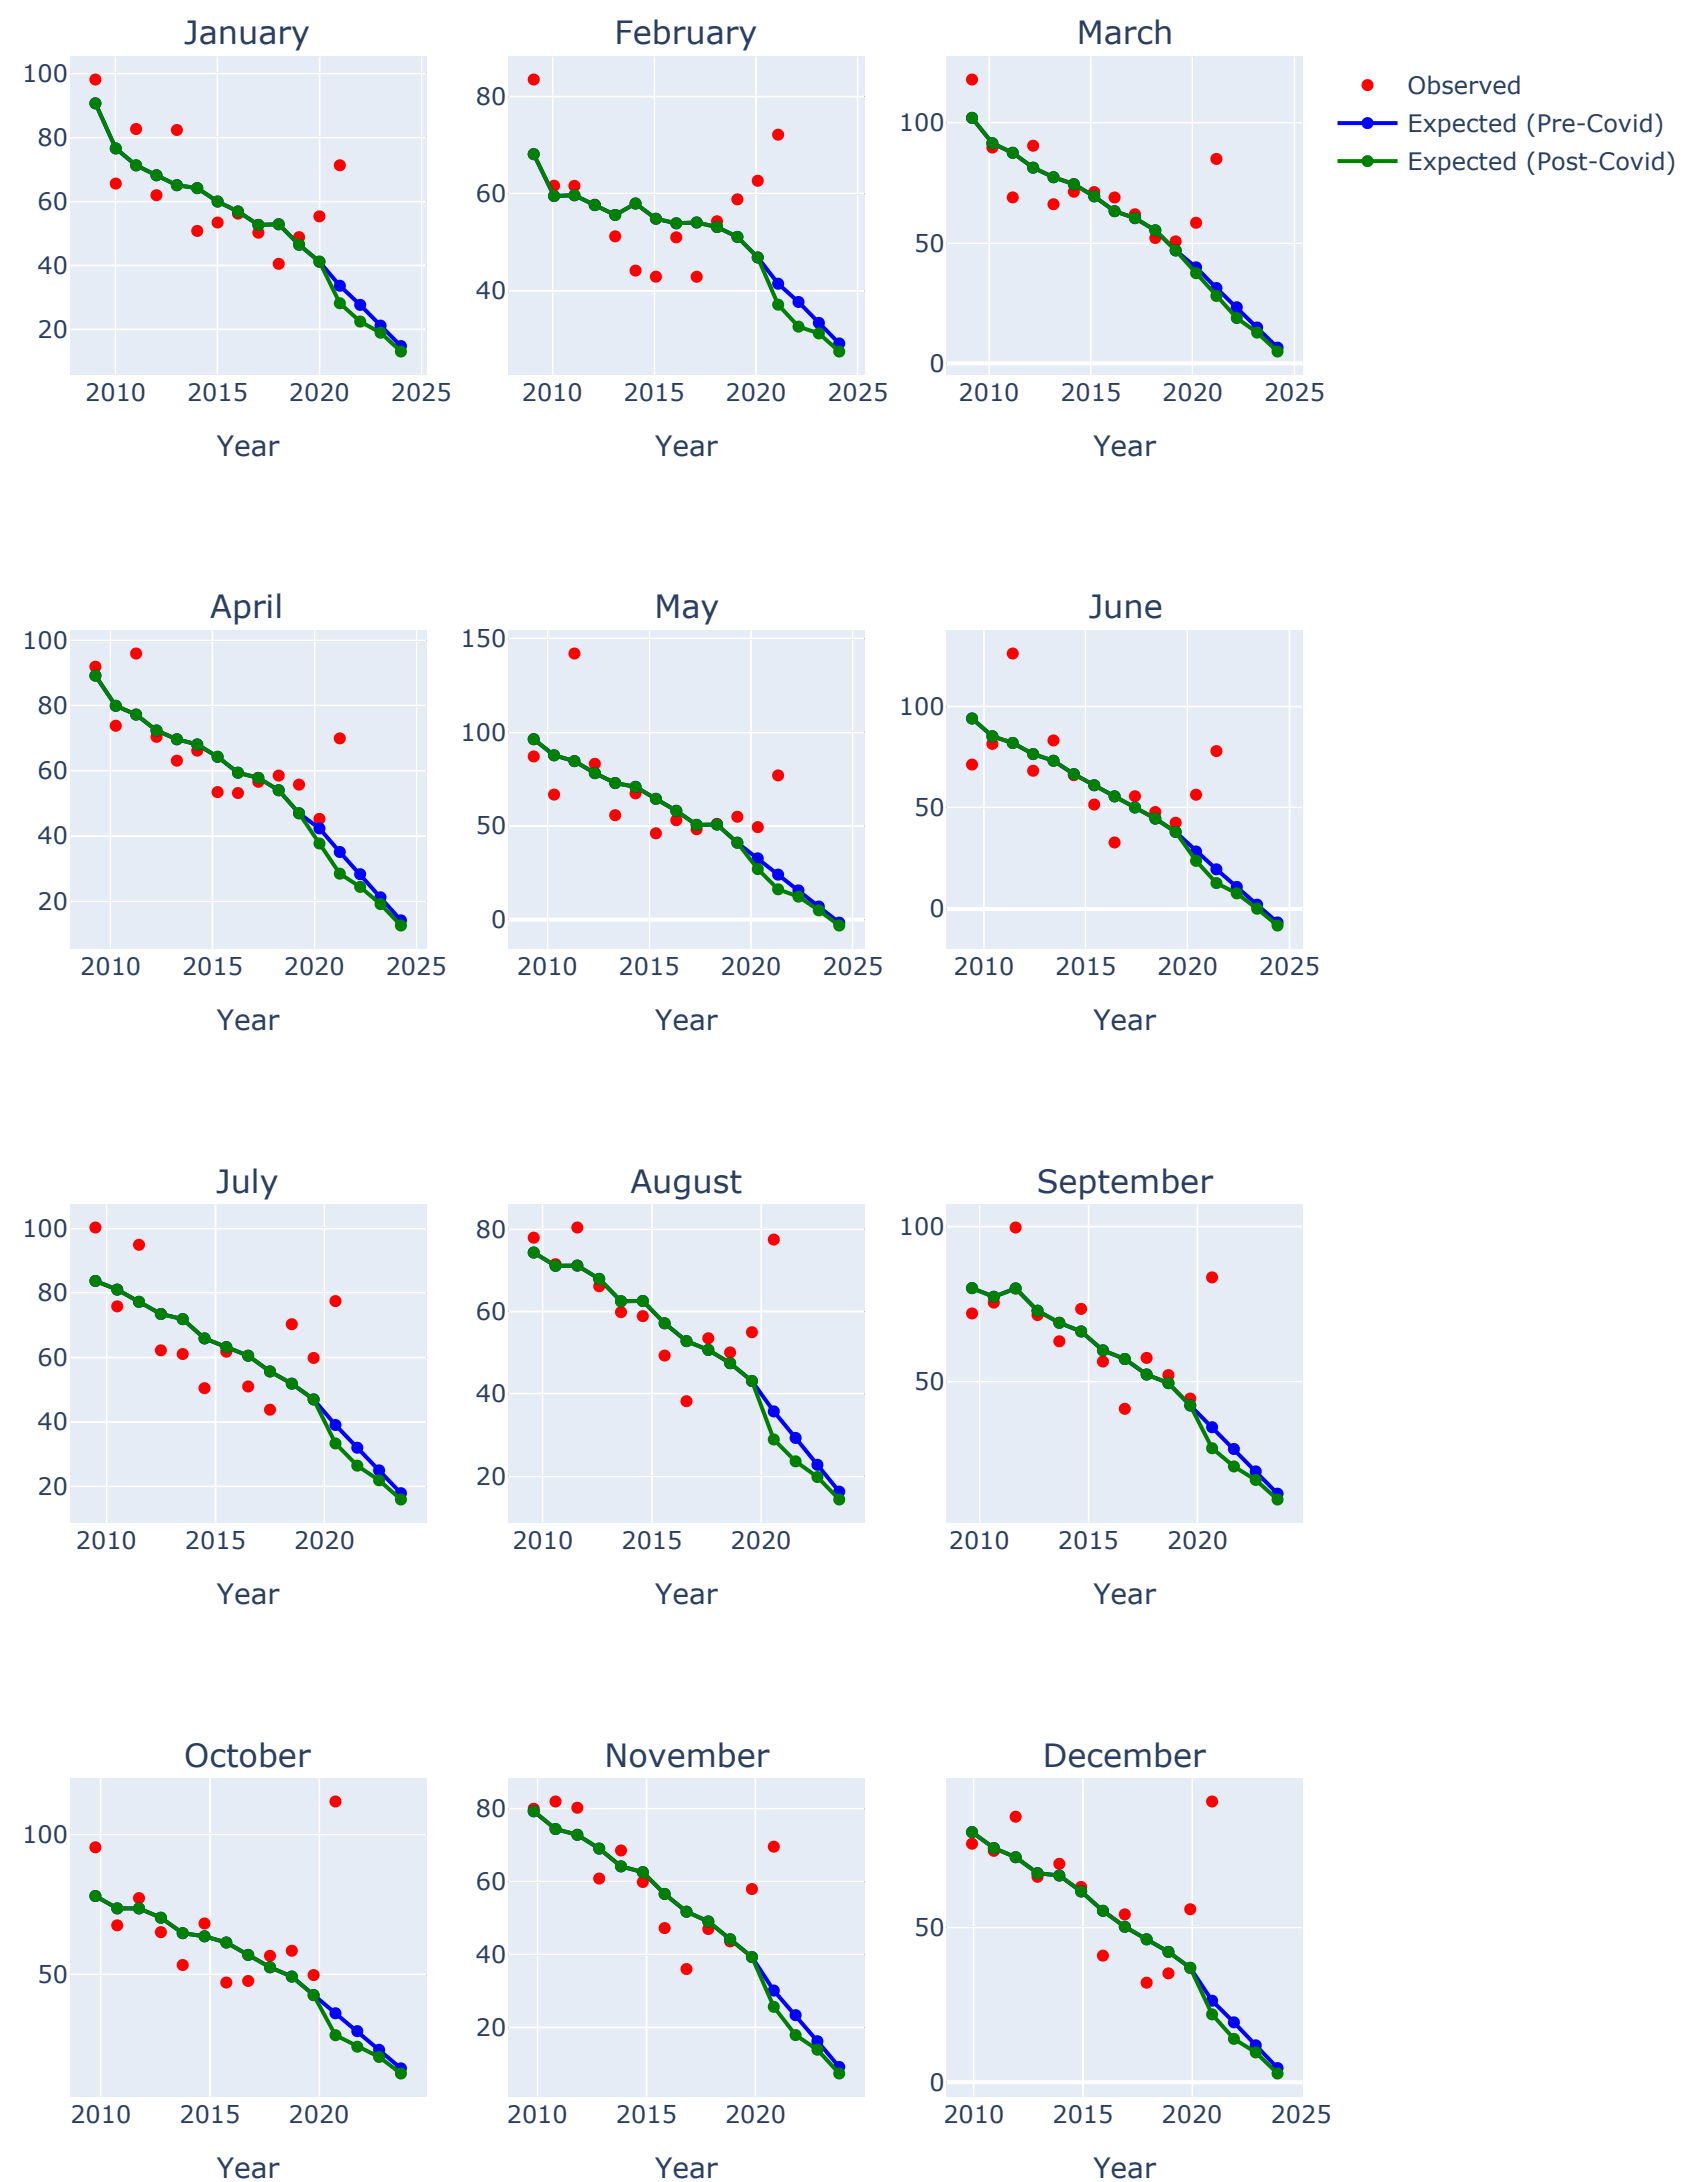 January February March
100
80
60
40
20
80
60
40
100
50
0
Observed
Expected (Pre-Covid)
Expected (Post-Covid)
2010 2015 2020 2025 2010 2015 2020 2025 2010 2015 2020 2025
Year Year Year
April May June
100
80
60
40
20
150
100
50
0
100
50
0
2010 2015 2020 2025 2010 2015 2020 2025 2010 2015 2020 2025
Year Year Year
July August September
100
80
60
40
20
80
60
40
20
100
50
2010 2015 2020 2010 2015 2020 2010 2015 2020
Year Year Year
October November December
100
50
80
60
40
20
50
0
2010 2015 2020 2010 2015 2020 2010 2015 2020 2025
Year Year Year